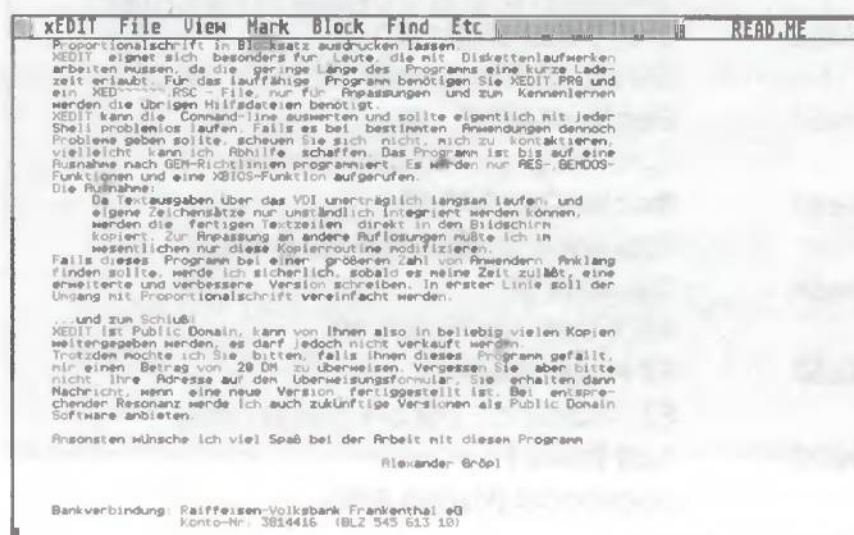 xEDIT File View Mark Block Find Etc READ.ME
Proportionalschrift in Blocksatz ausdrucken lassen.
XEDIT eignet sich besonders für Leute, die mit Diskettenlaufwerken
arbeiten müssen, da die geringe Länge des Programms eine kurze Lade-
zeit erlaubt. Für das lauffähige Programm benötigen Sie XEDIT.PRG und
ein XED~~~~~.RSC - File, nur für Anpassungen und zum Kennenlernen
werden die übrigen Hilfsdateien benötigt.
XEDIT kann die Command-line auswerten und sollte eigentlich mit jeder
Shell problemlos laufen. Falls es bei bestimmten Anwendungen dennoch
Probleme geben sollte, scheuen Sie sich nicht, mich zu kontaktieren,
vielleicht kann ich Abhilfe schaffen. Das Programm ist bis auf eine
Ausnahme nach GEM-Richtlinien programmiert. Es werden nur AES-,GEMDOS-
Funktionen und eine XBIOS-Funktion aufgerufen.
Die Ausnahme:
Da Textausgaben über das VDI unerträglich langsam laufen, und
eigene Zeichensätze nur umständlich integriert werden können,
werden die fertigen Textzeilen direkt in den Bildschirm
kopiert. Zur Anpassung an andere Auflösungen müßte ich im
wesentlichen nur diese Kopierroutine modifizieren.
Falls dieses Programm bei einer größeren Zahl von Anwendern Anklang
finden sollte, werde ich sicherlich, sobald es meine Zeit zuläßt, eine
erweiterte und verbessere Version schreiben. In erster Linie soll der
Umgang mit Proportionalschrift vereinfacht werden.
...und zum Schluß:
XEDIT ist Public Domain, kann von Ihnen also in beliebig vielen Kopien
weitergegeben werden, es darf jedoch nicht verkauft werden.
Trotzdem möchte ich Sie bitten, falls Ihnen dieses Programm gefällt,
mir einen Betrag von 20 DM zu überweisen. Vergessen Sie aber bitte
nicht Ihre Adresse auf dem Überweisungsformular, Sie erhalten dann
Nachricht, wenn eine neue Version fertiggestellt ist. Bei entspre-
chender Resonanz werde ich auch zukünftige Versionen als Public Domain
Software anbieten.
Ansonsten wünsche ich viel Spaß bei der Arbeit mit diesem Programm
Alexander Gröpl
Bankverbindung: Raiffeisen-Volksbank Frankenthal eG
Konto-Nr. 3814416 (BLZ 545 613 10)